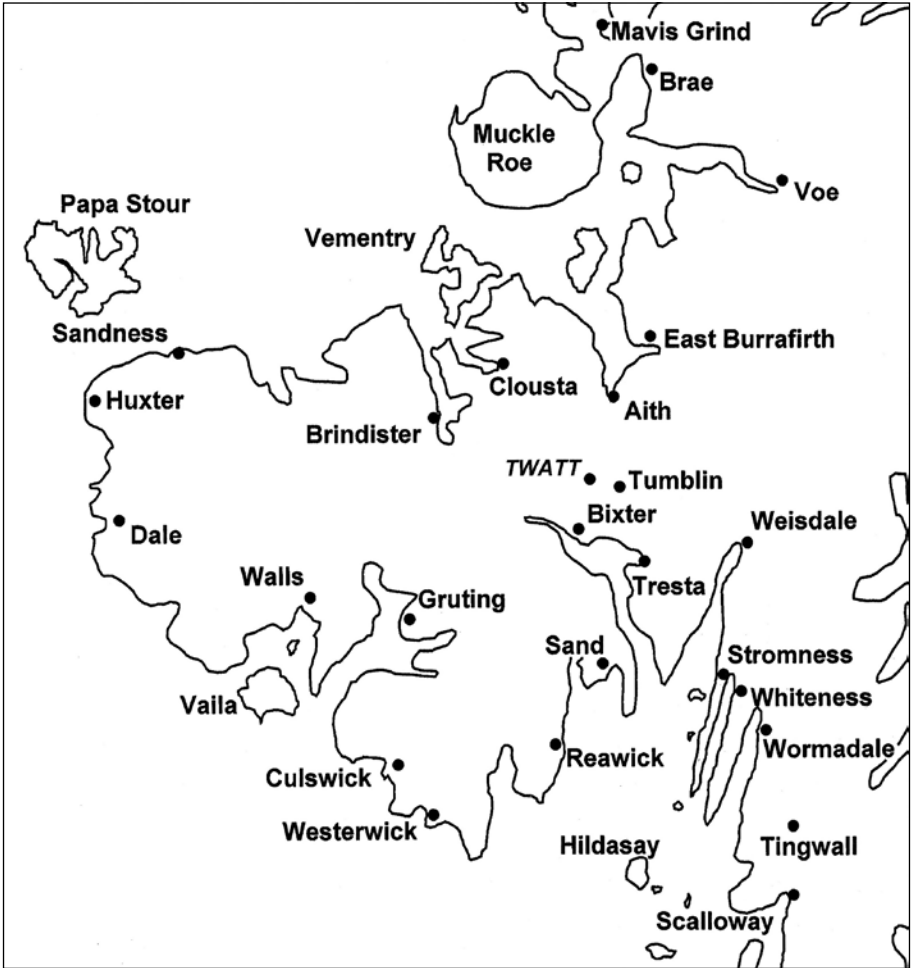 Mavis Grind
Brae
Muckle
Roe
Voe
Papa Stour
Vementry
Sandness
East Burrafirth
Clousta
Huxter
Aith
Brindister
TWATT
Tumblin
Bixter
Weisdale
Dale
Walls
Tresta
Gruting
Sand
Stromness
Vaila
Whiteness
Wormadale
Reawick
Culswick
Westerwick
Hildasay
Tingwall
Scalloway